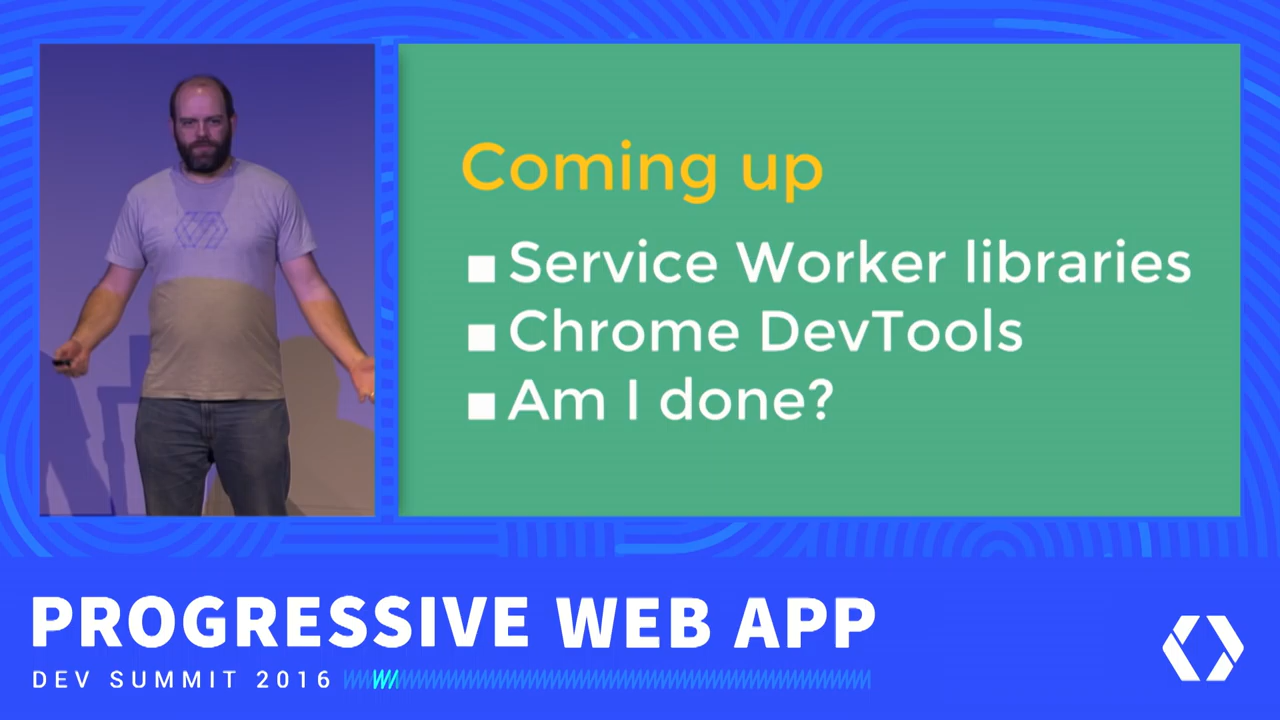 Coming up
Service Worker libraries
Chrome DevTools
Am I done?
PROGRESSIVE WEB APP
DEV SUMMIT 2016